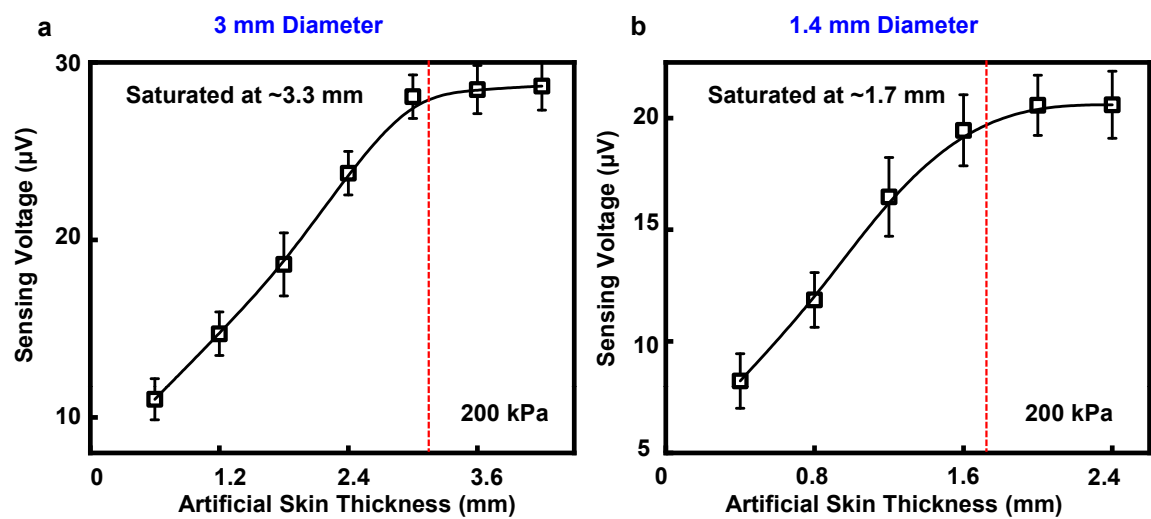 a
3 mm Diameter
Saturated at ~3.3 mm
200 kPa
Sensing Voltage (μV)
30
20
10
0
1.2
2.4
3.6
Artificial Skin Thickness (mm)
b
1.4 mm Diameter
Saturated at ~1.7 mm
200 kPa
Sensing Voltage (μV)
20
15
10
5
0
0.8
1.6
2.4
Artificial Skin Thickness (mm)